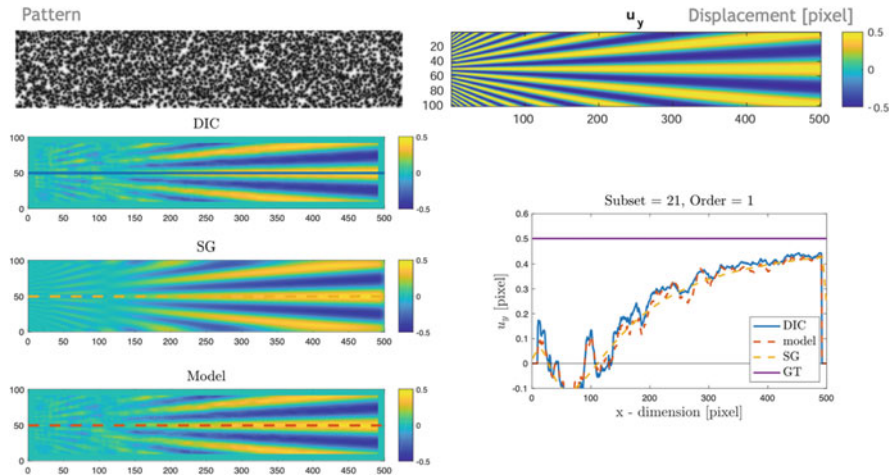 Pattern
u_y Displacement [pixel]
20
40
60
80
100
100 200 300 400 500
0.5
0
-0.5
DIC
100
50
0
0 50 100 150 200 250 300 350 400 450 500
0.5
0
-0.5
SG
100
50
0
0 50 100 150 200 250 300 350 400 450 500
0.5
0
-0.5
Model
100
50
0
0 50 100 150 200 250 300 350 400 450 500
0.5
0
-0.5
Subset = 21, Order = 1
0.6
0.5
0.4
0.3
0.2
0.1
0
-0.1
u_y [pixel]
DIC
model
SG
GT
0 100 200 300 400 500
x - dimension [pixel]